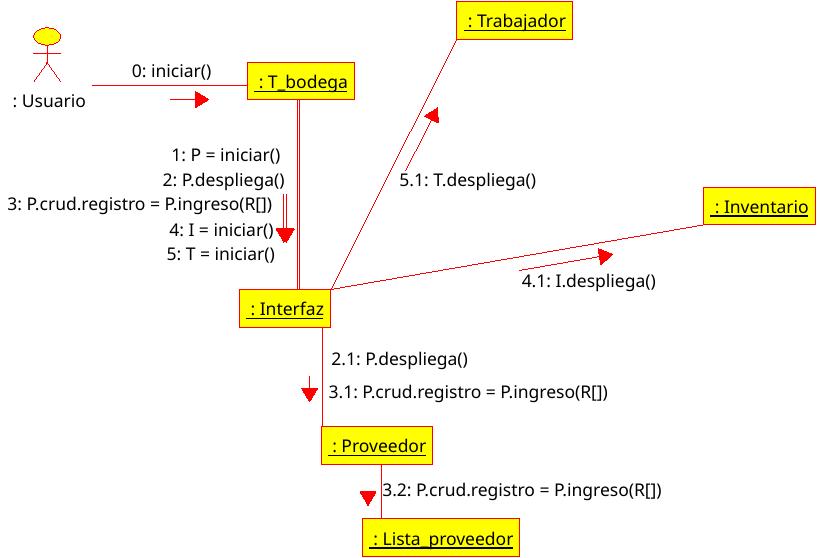 : Trabajador
0: iniciar()
: T_bodega
: Usuario
1: P = iniciar()
2: P.despliega()
5.1: T.despliega()
3: P.crud.registro = P.ingreso(R[])
: Inventario
4: I = iniciar()
5: T = iniciar()
4.1: I.despliega()
: Interfaz
2.1: P.despliega()
3.1: P.crud.registro = P.ingreso(R[])
: Proveedor
3.2: P.crud.registro = P.ingreso(R[])
: Lista_proveedor